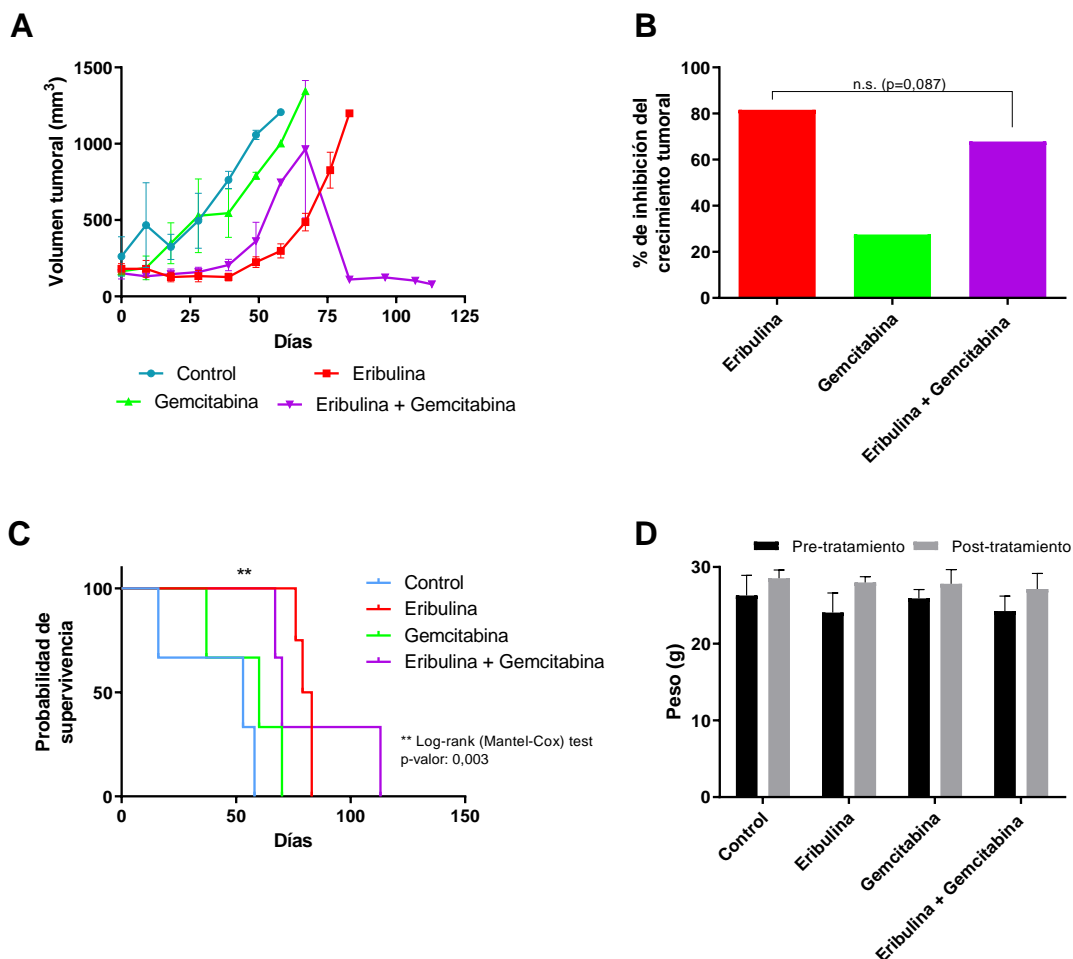 A
Volumen tumoral (mm³)
1500
1000
500
0
0 25 50 75 100 125
Días
Control
Eribulina
Gemcitabina
Eribulina + Gemcitabina
B
% de inhibición del
crecimiento tumoral
100
80
60
40
20
0
n.s. (p=0,087)
Eribulina
Gemcitabina
Eribulina + Gemcitabina
C
Probabilidad de
supervivencia
100
50
0
**
0 50 100 150
Días
Control
Eribulina
Gemcitabina
Eribulina + Gemcitabina
** Log-rank (Mantel-Cox) test
p-valor: 0,003
D
Pre-tratamiento Post-tratamiento
Peso (g)
30
20
10
0
Control
Eribulina
Gemcitabina
Eribulina + Gemcitabina